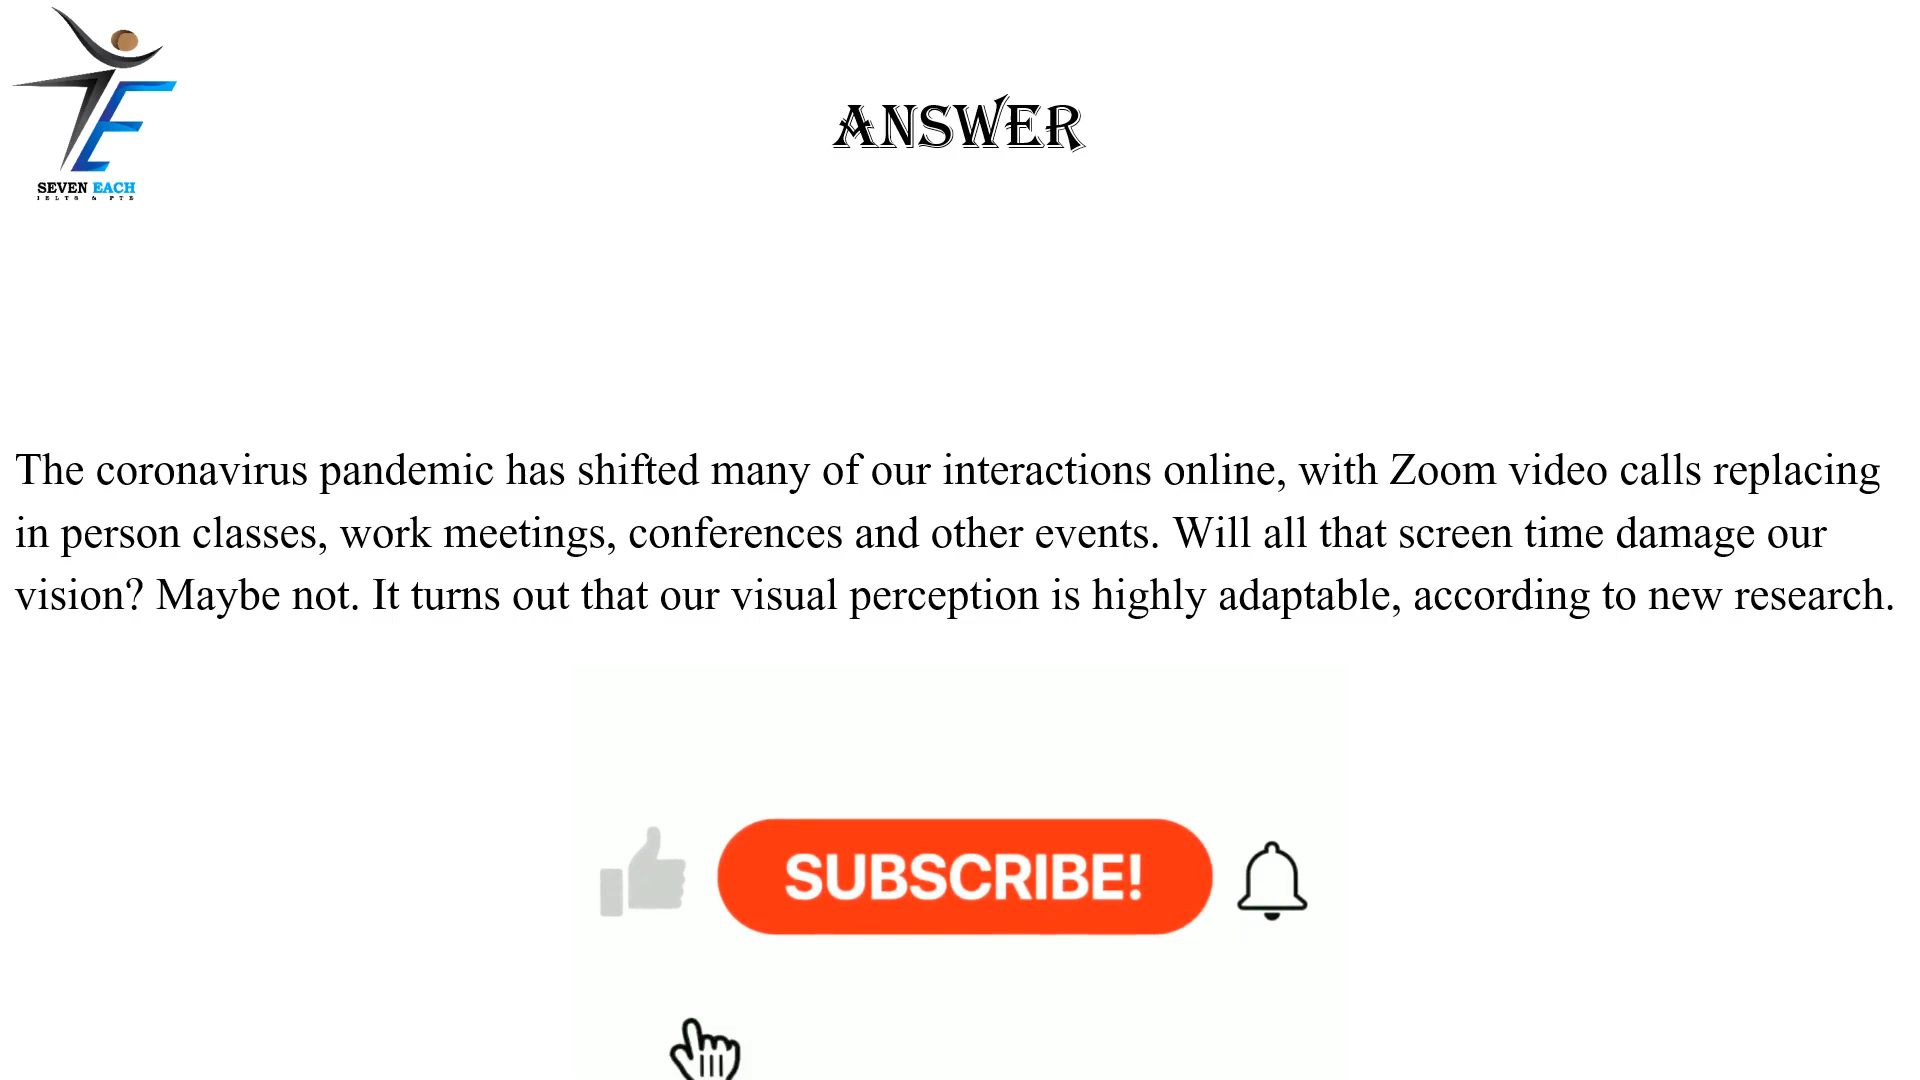 ANSWER
SEVEN EACH
IELTS & PTE
The coronavirus pandemic has shifted many of our interactions online, with Zoom video calls replacing
in person classes, work meetings, conferences and other events. Will all that screen time damage our
vision? Maybe not. It turns out that our visual perception is highly adaptable, according to new research.
SUBSCRIBE!